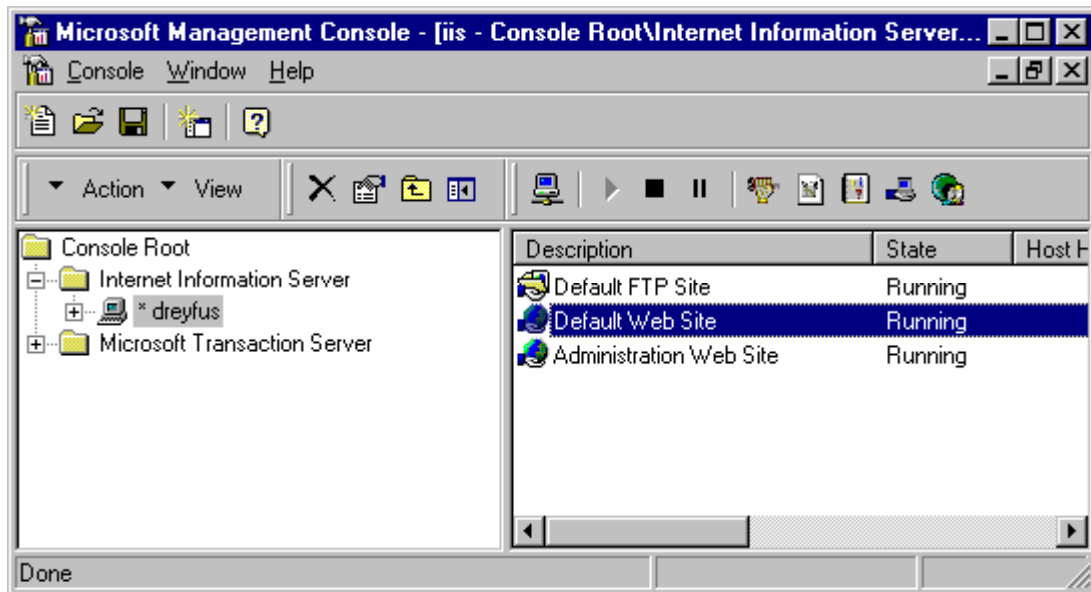 Microsoft Management Console - [iis - Console Root\Internet Information Server...
Console Window Help
Action View
Console Root
Internet Information Server
* dreyfus
Microsoft Transaction Server
Description State Host H
Default FTP Site Running
Default Web Site Running
Administration Web Site Running
Done